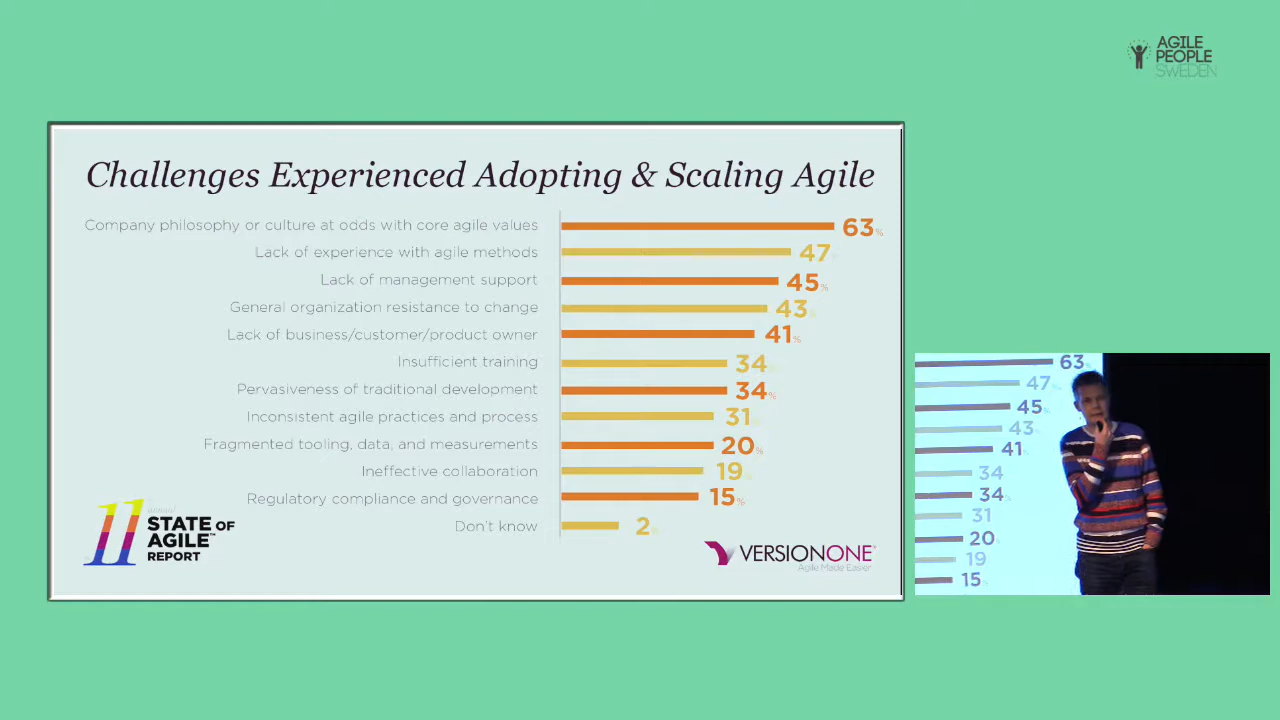 AGILE
PEOPLE
SWEDEN
Challenges Experienced Adopting & Scaling Agile
Company philosophy or culture at odds with core agile values 63%
Lack of experience with agile methods 47%
Lack of management support 45%
General organization resistance to change 43%
Lack of business/customer/product owner 41%
Insufficient training 34%
Pervasiveness of traditional development 34%
Inconsistent agile practices and process 31%
Fragmented tooling, data, and measurements 20%
Ineffective collaboration 19%
Regulatory compliance and governance 15%
Don't know 2%
11
annual
STATE OF
AGILE™
REPORT
VERSIONONE®
Agile Made Easier
63%
47%
45%
43%
41%
34
34%
31
20%
19
15%